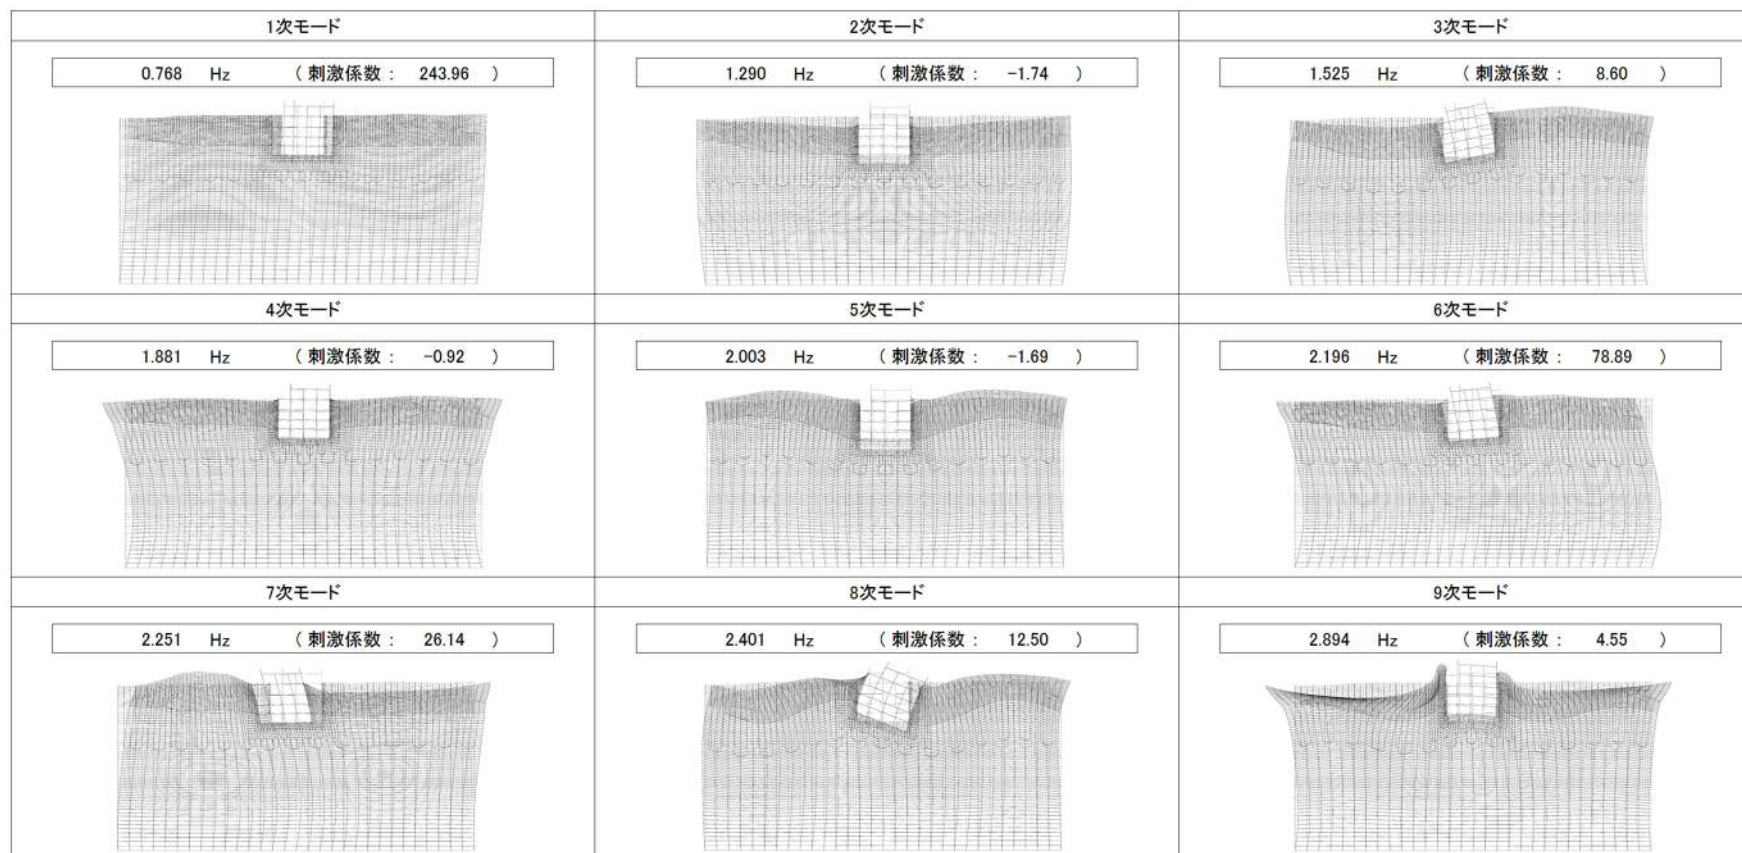 1次モード
2次モード
3次モード
0.768 Hz （ 刺激係数 : 243.96 ）
1.290 Hz （ 刺激係数 : -1.74 ）
1.525 Hz （ 刺激係数 : 8.60 ）
4次モード
5次モード
6次モード
1.881 Hz （ 刺激係数 : -0.92 ）
2.003 Hz （ 刺激係数 : -1.69 ）
2.196 Hz （ 刺激係数 : 78.89 ）
7次モード
8次モード
9次モード
2.251 Hz （ 刺激係数 : 26.14 ）
2.401 Hz （ 刺激係数 : 12.50 ）
2.894 Hz （ 刺激係数 : 4.55 ）